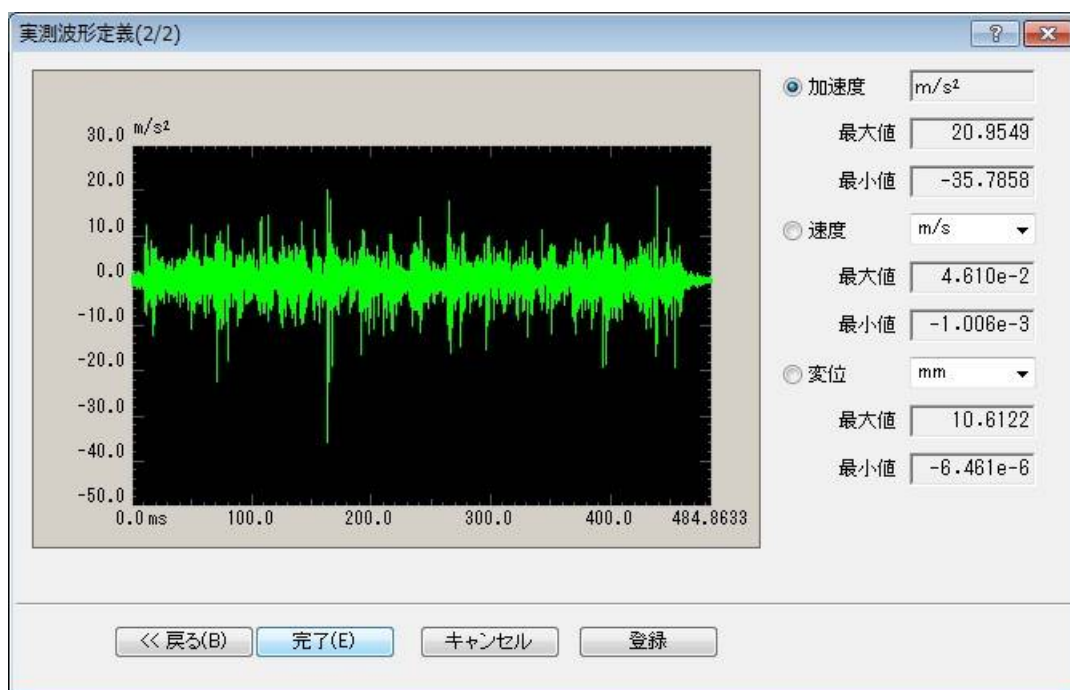 実測波形定義(2/2)
?
m/s²
30.0
20.0
10.0
0.0
-10.0
-20.0
-30.0
-40.0
-50.0
0.0 ms 100.0 200.0 300.0 400.0 484.8633
加速度 m/s²
最大値 20.9549
最小値 -35.7858
速度 m/s
最大値 4.610e-2
最小値 -1.006e-3
変位 mm
最大値 10.6122
最小値 -6.461e-6
<< 戻る(B) 完了(E) キャンセル 登録